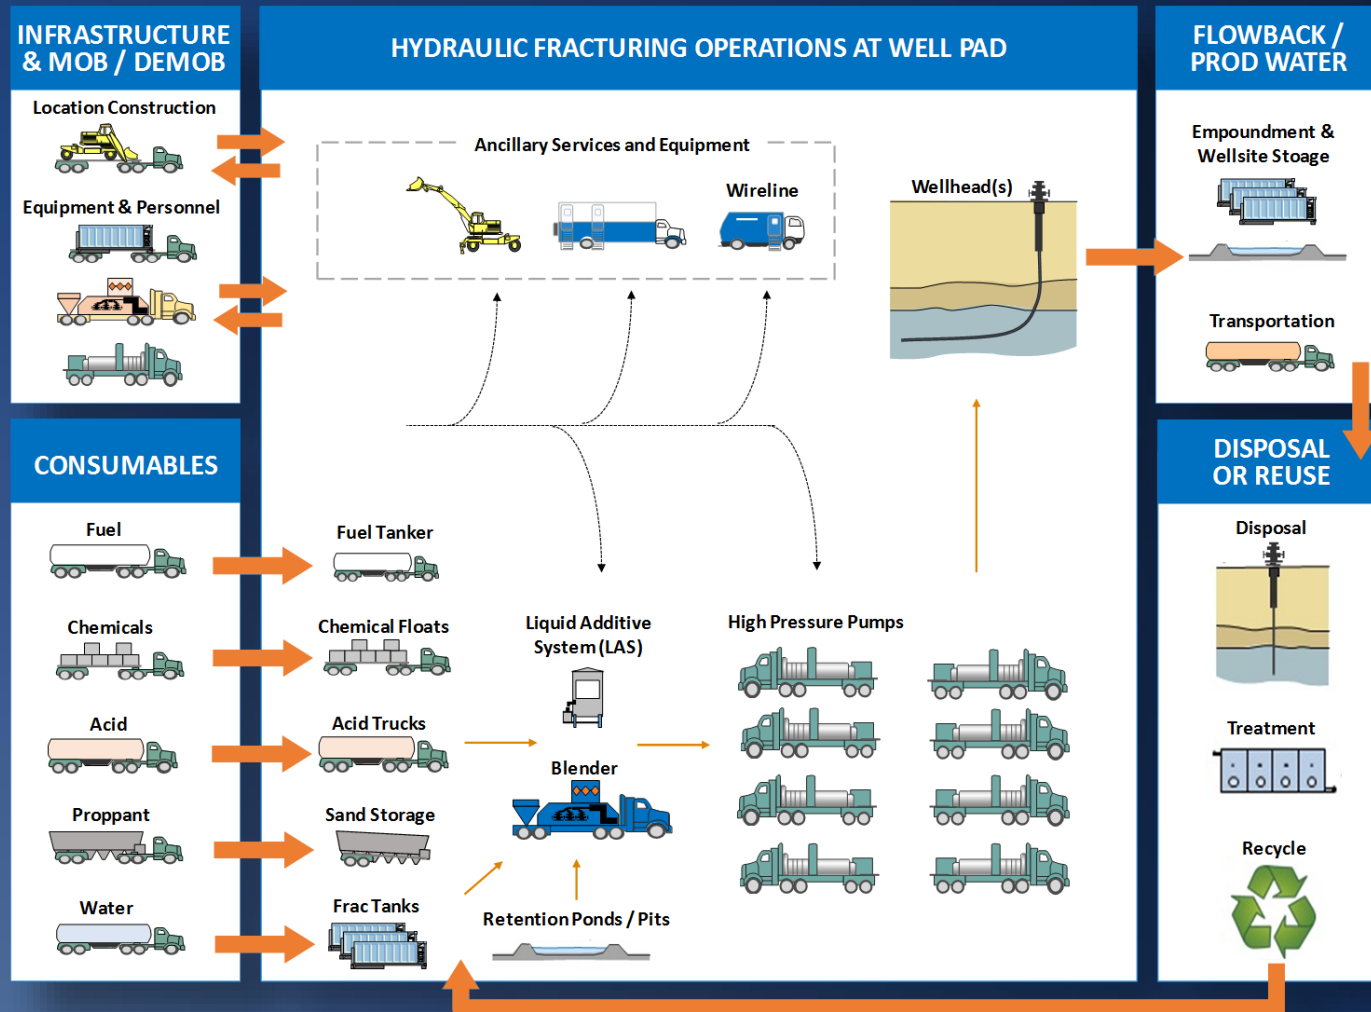 INFRASTRUCTURE
& MOB / DEMOB
Location Construction
Equipment & Personnel
CONSUMABLES
Fuel
Chemicals
Acid
Proppant
Water
HYDRAULIC FRACTURING OPERATIONS AT WELL PAD
Ancillary Services and Equipment
Wireline
Wellhead(s)
Fuel Tanker
Chemical Floats
Acid Trucks
Sand Storage
Frac Tanks
Liquid Additive
System (LAS)
Blender
Retention Ponds / Pits
High Pressure Pumps
FLOWBACK /
PROD WATER
Empoundment &
Wellsite Stoage
Transportation
DISPOSAL
OR REUSE
Disposal
Treatment
Recycle